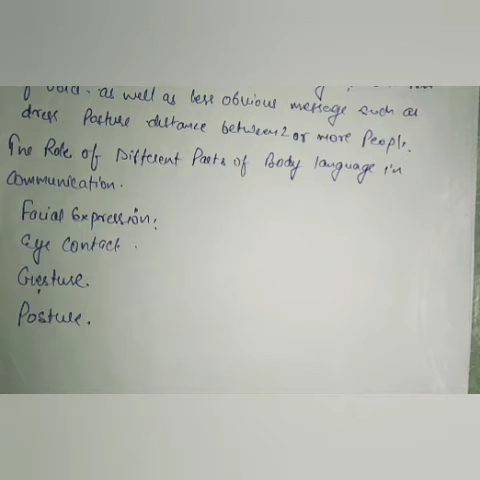 as well as less obvious message such as
dress. Posture distance between 2 or more People.
The Role of Different Parts of Body language in
Communication.
Facial Expression:
Eye Contact.
Guesture.
Posture.